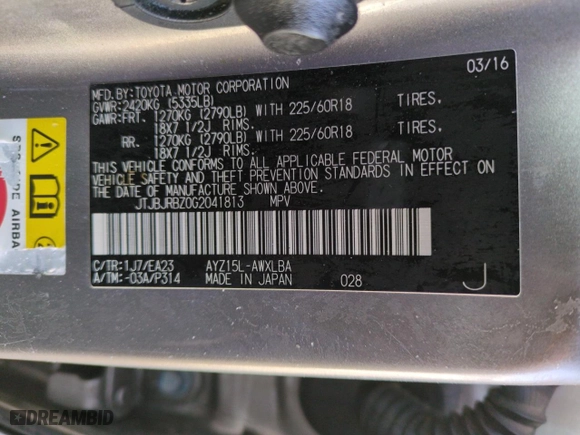 03/16
MFD.BY:TOYOTA MOTOR CORPORATION
GVWR:2420KG (5335LB)
GAWR:FRT. 1270KG (2790LB) WITH 225/60R18 TIRES,
18X7 1/2J RIMS.
RR. 1270KG (2790LB) WITH 225/60R18 TIRES,
18X7 1/2J RIMS.
THIS VEHICLE CONFORMS TO ALL APPLICABLE FEDERAL MOTOR
VEHICLE SAFETY AND THEFT PREVENTION STANDARDS IN EFFECT ON
THE DATE OF MANUFACTURE SHOWN ABOVE.
JTJBJRBZ0G2041813 MPV
C/TR:1J7/EA23 AYZ15L-AWXLBA
A/TM:-03A/P314 MADE IN JAPAN 028 J
AIRBA
DREAMBID